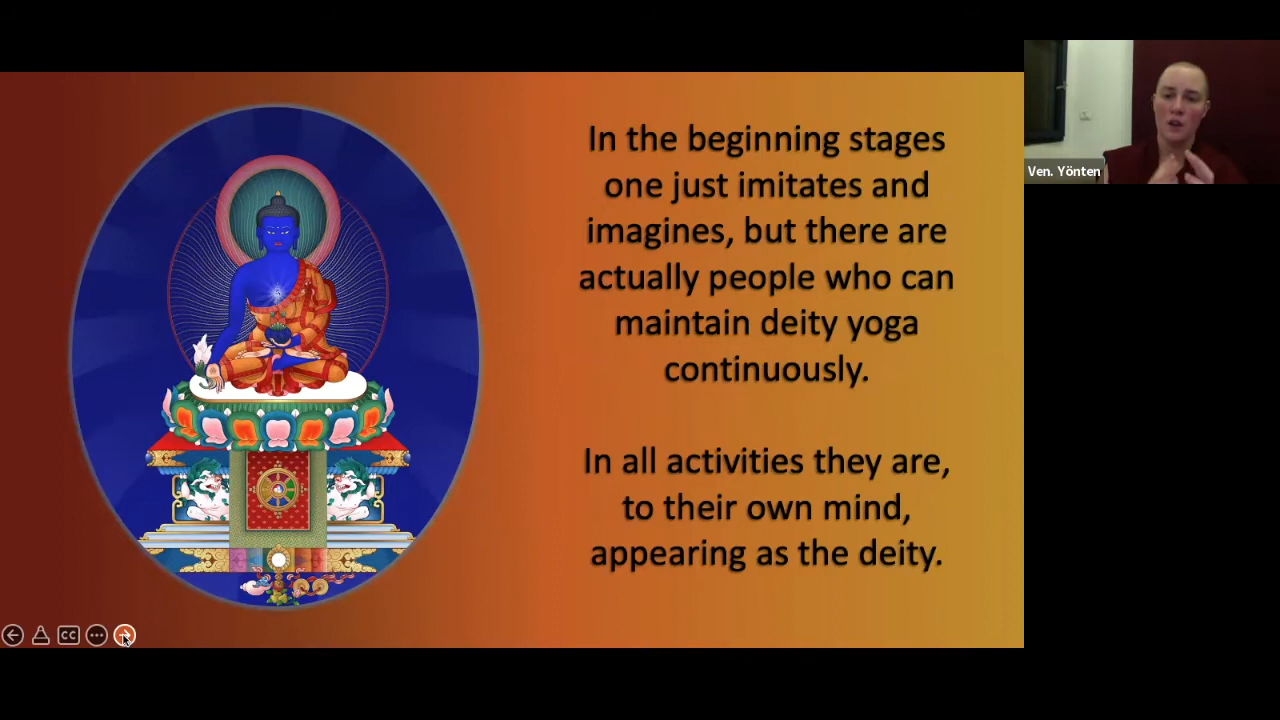 In the beginning stages
one just imitates and
imagines, but there are
actually people who can
maintain deity yoga
continuously.
In all activities they are,
to their own mind,
appearing as the deity.
Ven. Yönten
CC